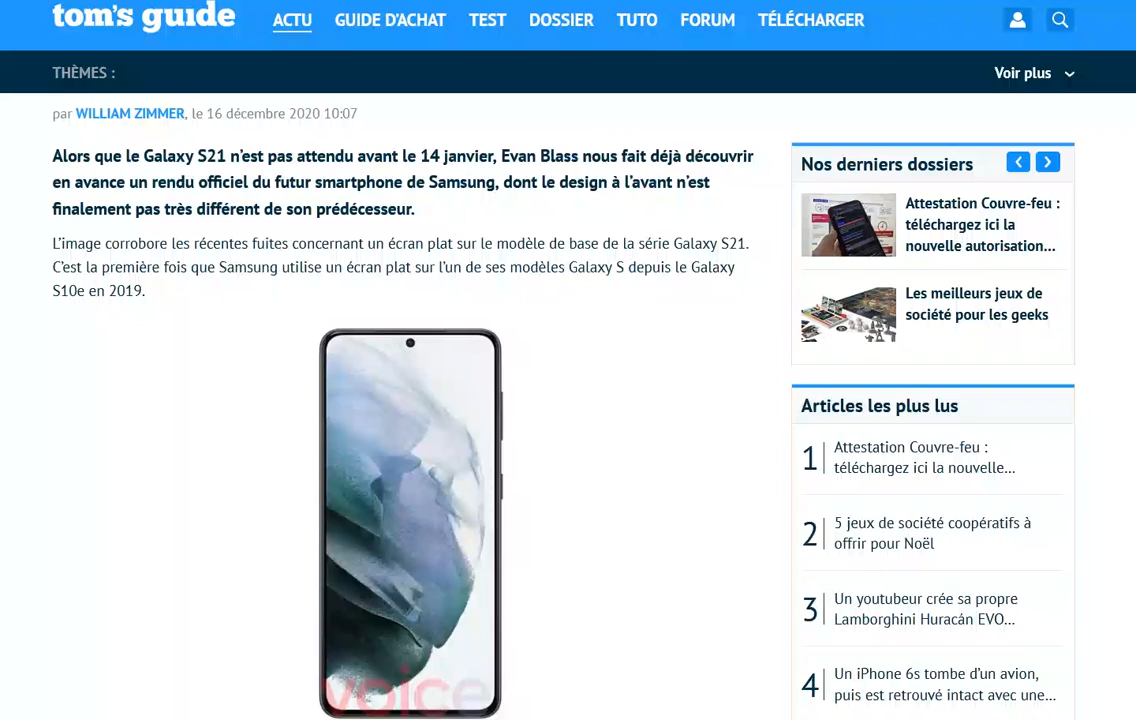 tom's guide
ACTU GUIDE D'ACHAT TEST DOSSIER TUTO FORUM TÉLÉCHARGER
THÈMES :
Voir plus
par WILLIAM ZIMMER, le 16 décembre 2020 10:07
Alors que le Galaxy S21 n’est pas attendu avant le 14 janvier, Evan Blass nous fait déjà découvrir
en avance un rendu officiel du futur smartphone de Samsung, dont le design à l’avant n’est
finalement pas très différent de son prédécesseur.
L’image corrobore les récentes fuites concernant un écran plat sur le modèle de base de la série Galaxy S21.
C’est la première fois que Samsung utilise un écran plat sur l’un de ses modèles Galaxy S depuis le Galaxy
S10e en 2019.
voice
Nos derniers dossiers
Attestation Couvre-feu :
téléchargez ici la
nouvelle autorisation...
Les meilleurs jeux de
société pour les geeks
Articles les plus lus
1 Attestation Couvre-feu :
téléchargez ici la nouvelle...
2 5 jeux de société coopératifs à
offrir pour Noël
3 Un youtubeur crée sa propre
Lamborghini Huracán EVO...
4 Un iPhone 6s tombe d’un avion,
puis est retrouvé intact avec une...